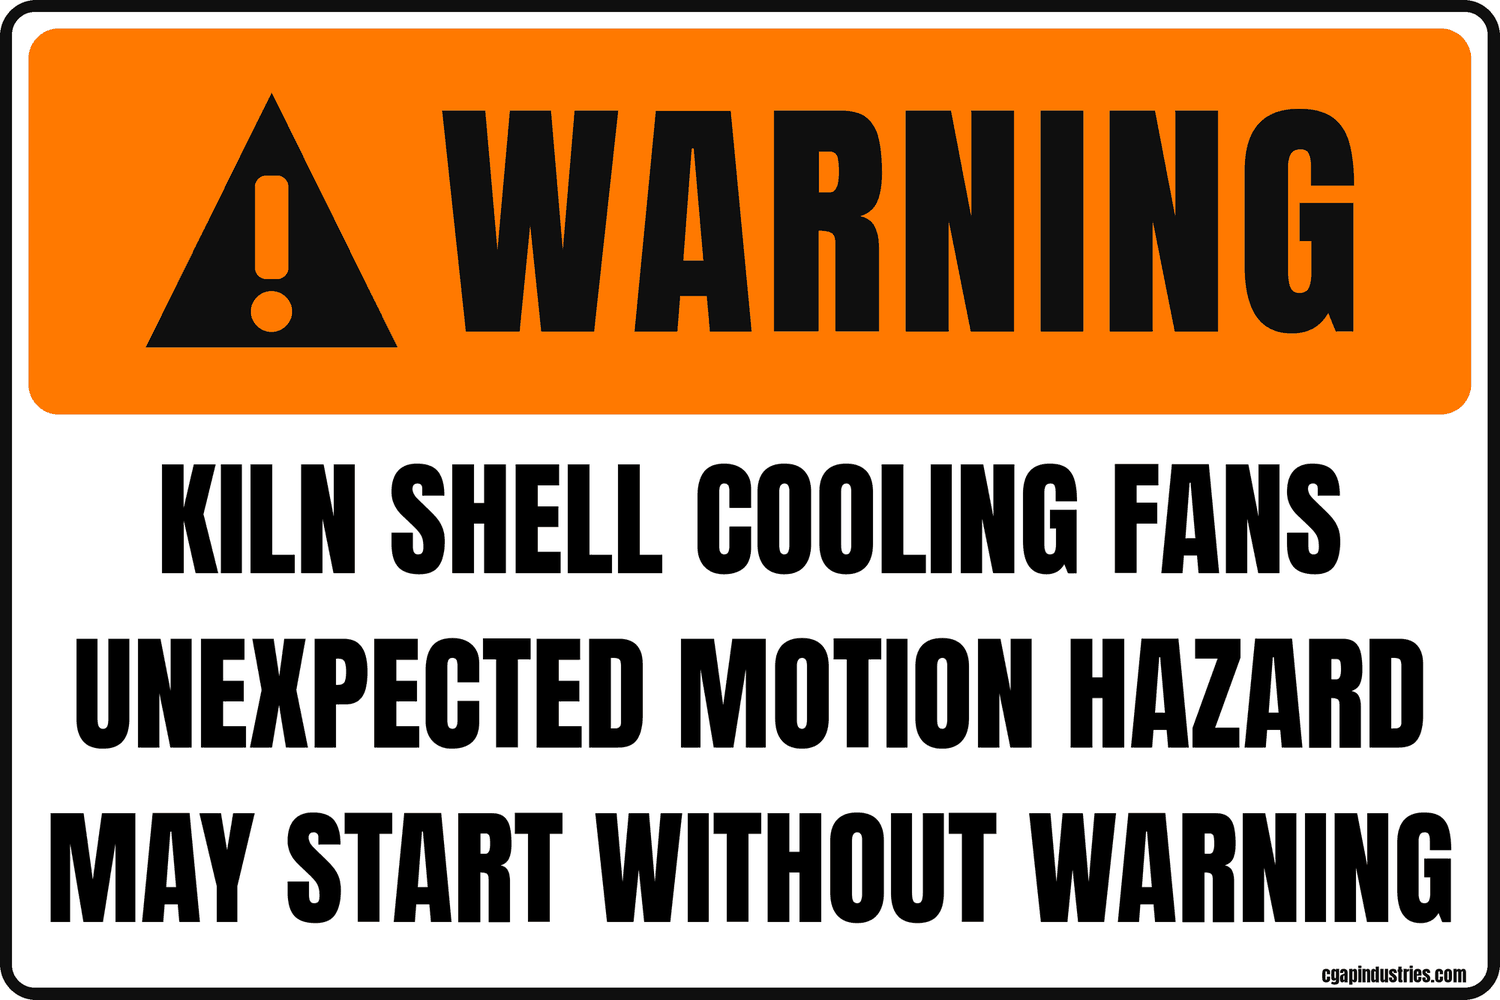 WARNING
KILN SHELL COOLING FANS
UNEXPECTED MOTION HAZARD
MAY START WITHOUT WARNING
cgapindustries.com